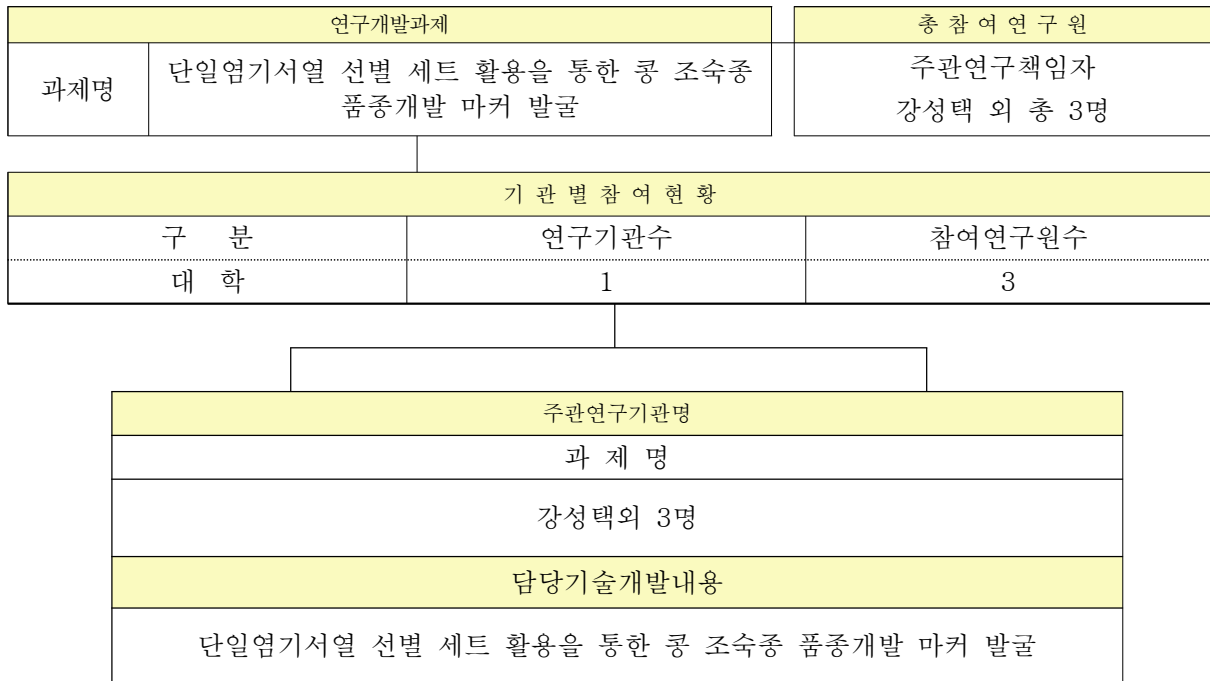 연구개발과제
총 참 여 연 구 원
과제명
단일염기서열 선별 세트 활용을 통한 콩 조숙종
품종개발 마커 발굴
주관연구책임자
강성택 외 총 3명
기 관 별 참 여 현 황
구 분 연구기관수 참여연구원수
대 학 1 3
주관연구기관명
과 제 명
강성택외 3명
담당기술개발내용
단일염기서열 선별 세트 활용을 통한 콩 조숙종 품종개발 마커 발굴